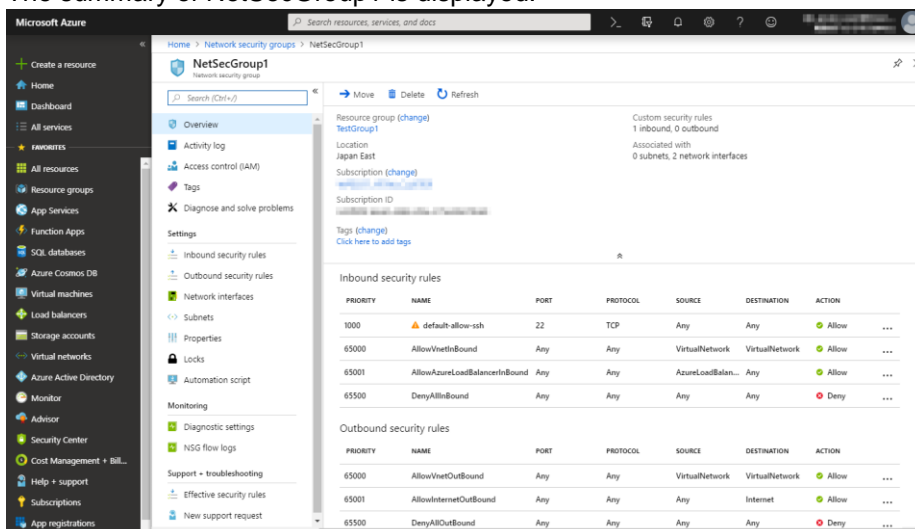 The summary of NetSecGroup1 is displayed.
Microsoft Azure
Search resources, services, and docs
Home > Network security groups > NetSecGroup1
NetSecGroup1
Network security group
Create a resource
Home
Dashboard
All services
FAVORITES
All resources
Resource groups
App Services
Function Apps
SQL databases
Azure Cosmos DB
Virtual machines
Load balancers
Storage accounts
Virtual networks
Azure Active Directory
Monitor
Advisor
Security Center
Cost Management + Bill...
Help + support
Subscriptions
App registrations
Search (Ctrl+/)
Overview
Activity log
Access control (IAM)
Tags
Diagnose and solve problems
Settings
Inbound security rules
Outbound security rules
Network interfaces
Subnets
Properties
Locks
Automation script
Monitoring
Diagnostic settings
NSG flow logs
Support + troubleshooting
Effective security rules
New support request
Move Delete Refresh
Resource group (change)
TestGroup1
Location
Japan East
Subscription (change)
Subscription ID
Tags (change)
Click here to add tags
Custom security rules
1 inbound, 0 outbound
Associated with
0 subnets, 2 network interfaces
Inbound security rules
PRIORITY NAME PORT PROTOCOL SOURCE DESTINATION ACTION
1000 default-allow-ssh 22 TCP Any Any Allow ...
65000 AllowVnetInBound Any Any VirtualNetwork VirtualNetwork Allow ...
65001 AllowAzureLoadBalancerInBound Any Any AzureLoadBalan... Any Allow ...
65500 DenyAllInBound Any Any Any Any Deny ...
Outbound security rules
PRIORITY NAME PORT PROTOCOL SOURCE DESTINATION ACTION
65000 AllowVnetOutBound Any Any VirtualNetwork VirtualNetwork Allow ...
65001 AllowInternetOutBound Any Any Any Internet Allow ...
65500 DenyAllOutBound Any Any Any Any Deny ...